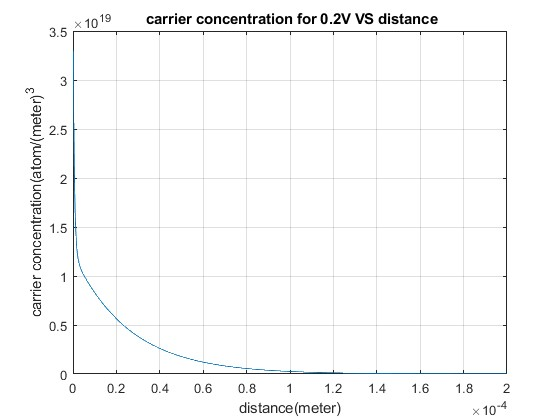 carrier concentration for 0.2V VS distance
×10^19
3.5
3
2.5
2
1.5
1
0.5
0
carrier concentration(atom/(meter)^3
0 0.2 0.4 0.6 0.8 1 1.2 1.4 1.6 1.8 2
×10^-4
distance(meter)